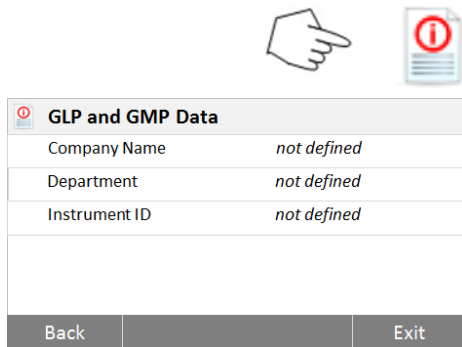 GLP and GMP Data
Company Name not defined
Department not defined
Instrument ID not defined
Back Exit